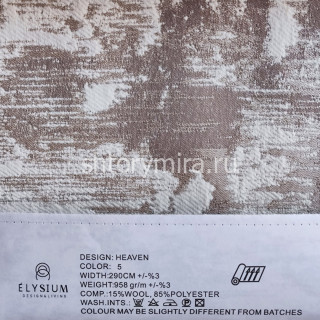 shtorymira.ru
ELYSIUM
DESIGN&LIVING
DESIGN: HEAVEN
COLOR: 5
WIDTH:290CM +/-%3
WEIGHT:958 gr/m +/-%3
COMP.:15%WOOL, 85%POLYESTER
WASH.INTS.:
COLOUR MAY BE SLIGHTLY DIFFERENT FROM BATCHES